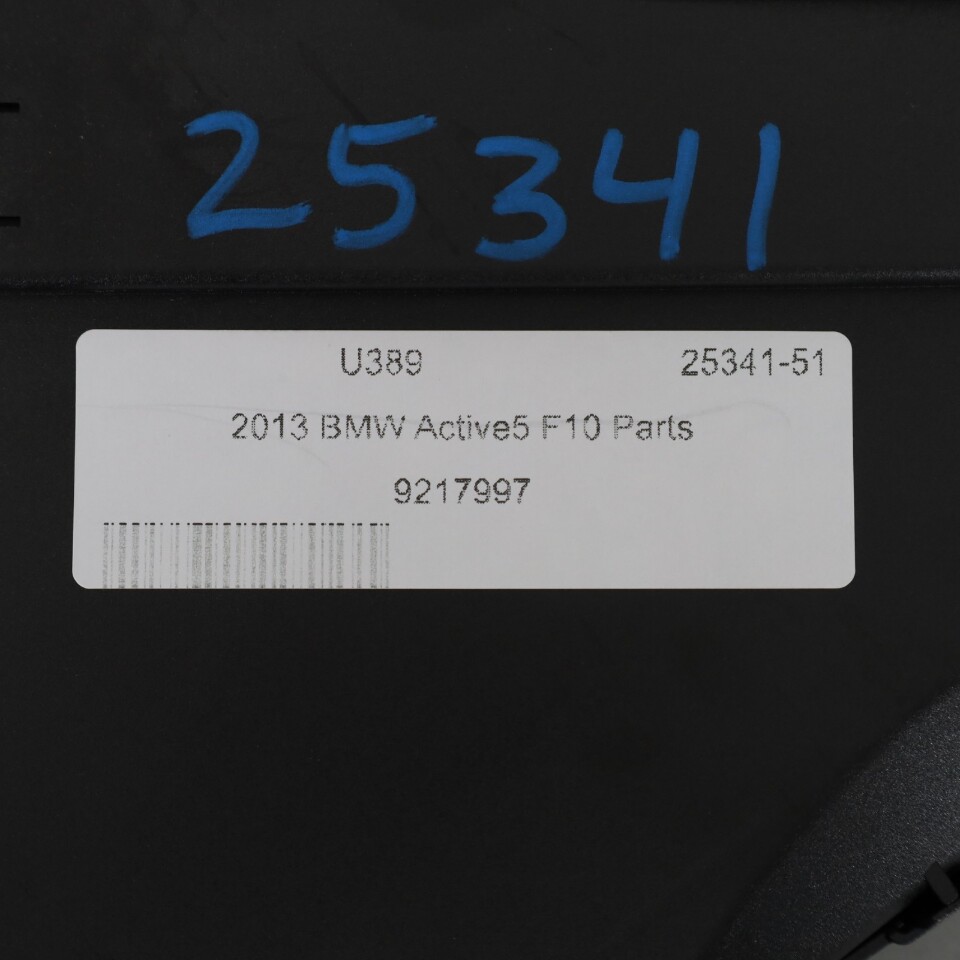 25341
U389 25341-51
2013 BMW Active5 F10 Parts
9217997